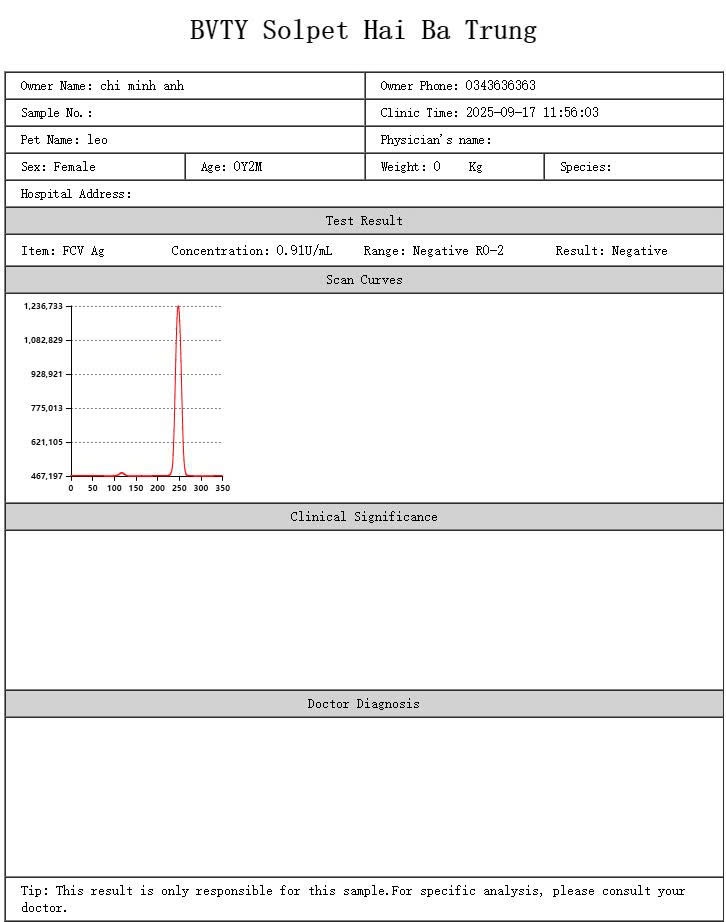 BVTY Solpet Hai Ba Trung
Owner Name: chi minh anh Owner Phone: 0343636363
Sample No.: Clinic Time: 2025-09-17 11:56:03
Pet Name: leo Physician's name:
Sex: Female Age: 0Y2M Weight: 0 Kg Species:
Hospital Address:
Test Result
Item: FCV Ag Concentration: 0.91U/mL Range: Negative R0-2 Result: Negative
Scan Curves
1,236,733
1,082,829
928,921
775,013
621,105
467,197
0 50 100 150 200 250 300 350
Clinical Significance
Doctor Diagnosis
Tip: This result is only responsible for this sample.For specific analysis, please consult your
doctor.